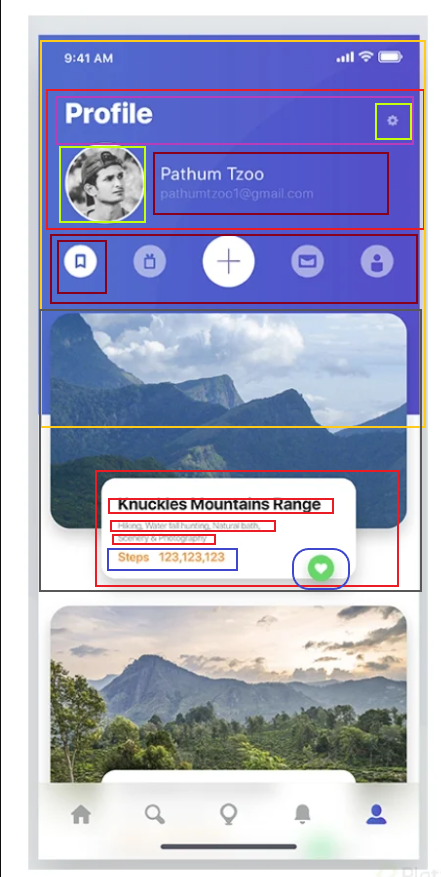 9:41 AM
Profile
Pathum Tzoo
pathumtzoo1@gmail.com
Knuckles Mountains Range
Hiking, Water fall hunting, Natural bath,
Scenery & Photography
Steps 123,123,123